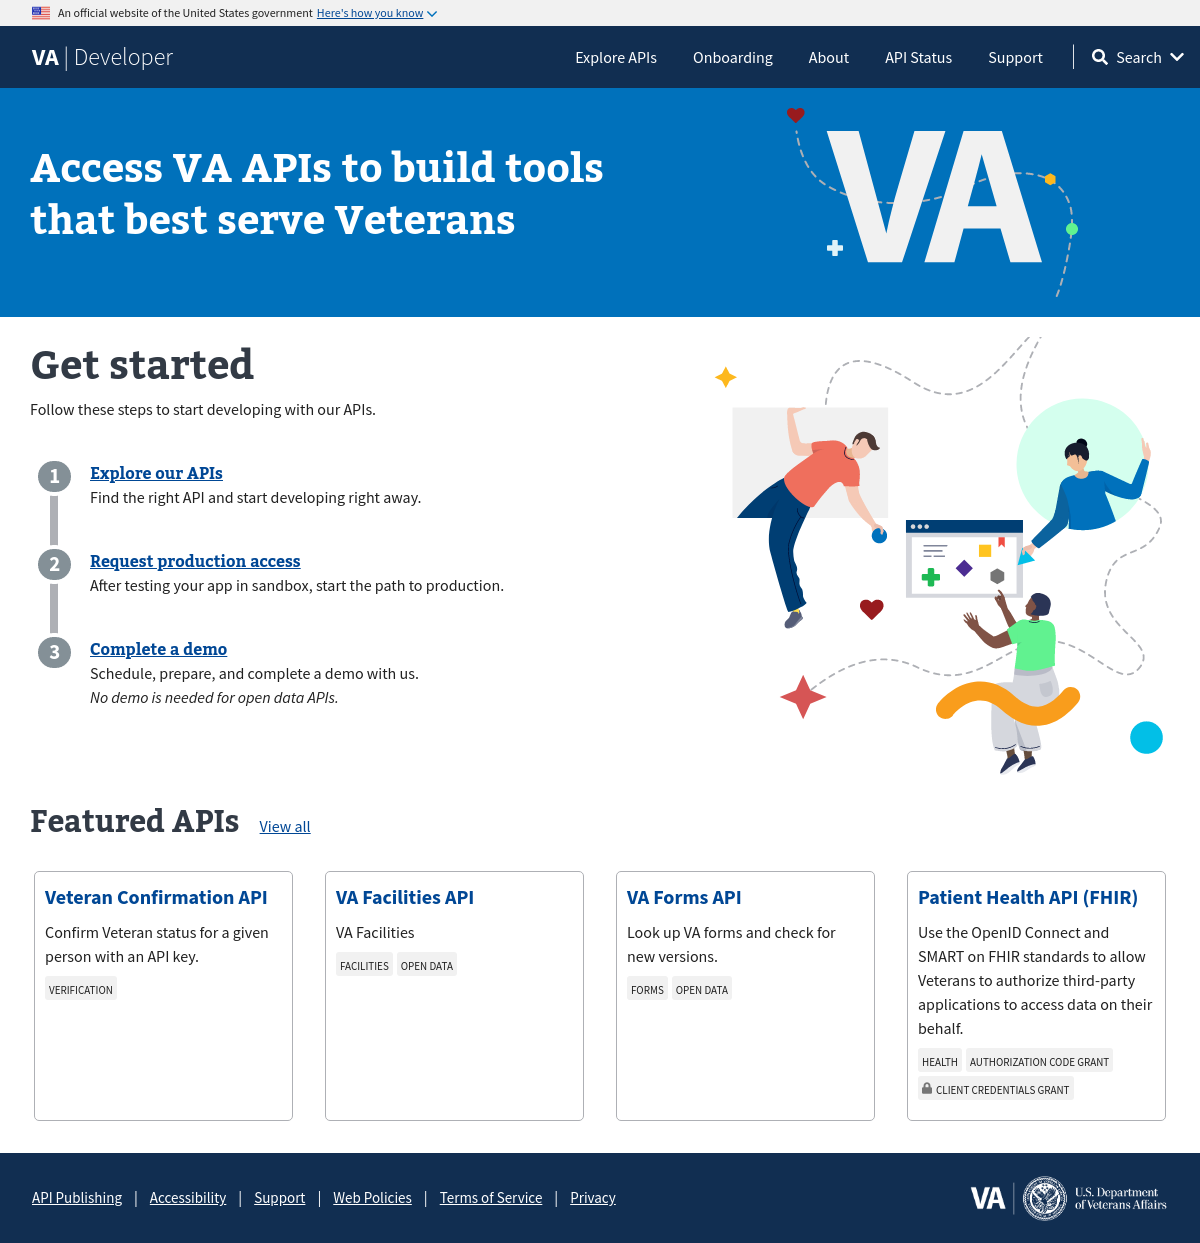 An official website of the United States government Here's how you know
VA | Developer
Explore APIs
Onboarding
About
API Status
Support
Search
VA
Access VA APIs to build tools
that best serve Veterans
Get started
Follow these steps to start developing with our APIs.
1
Explore our APIs
Find the right API and start developing right away.
2
Request production access
After testing your app in sandbox, start the path to production.
3
Complete a demo
Schedule, prepare, and complete a demo with us.
No demo is needed for open data APIs.
Featured APIs View all
Veteran Confirmation API
Confirm Veteran status for a given
person with an API key.
VERIFICATION
VA Facilities API
VA Facilities
FACILITIES OPEN DATA
VA Forms API
Look up VA forms and check for
new versions.
FORMS OPEN DATA
Patient Health API (FHIR)
Use the OpenID Connect and
SMART on FHIR standards to allow
Veterans to authorize third-party
applications to access data on their
behalf.
HEALTH AUTHORIZATION CODE GRANT
CLIENT CREDENTIALS GRANT
API Publishing | Accessibility | Support | Web Policies | Terms of Service | Privacy
VA
U.S. Department
of Veterans Affairs